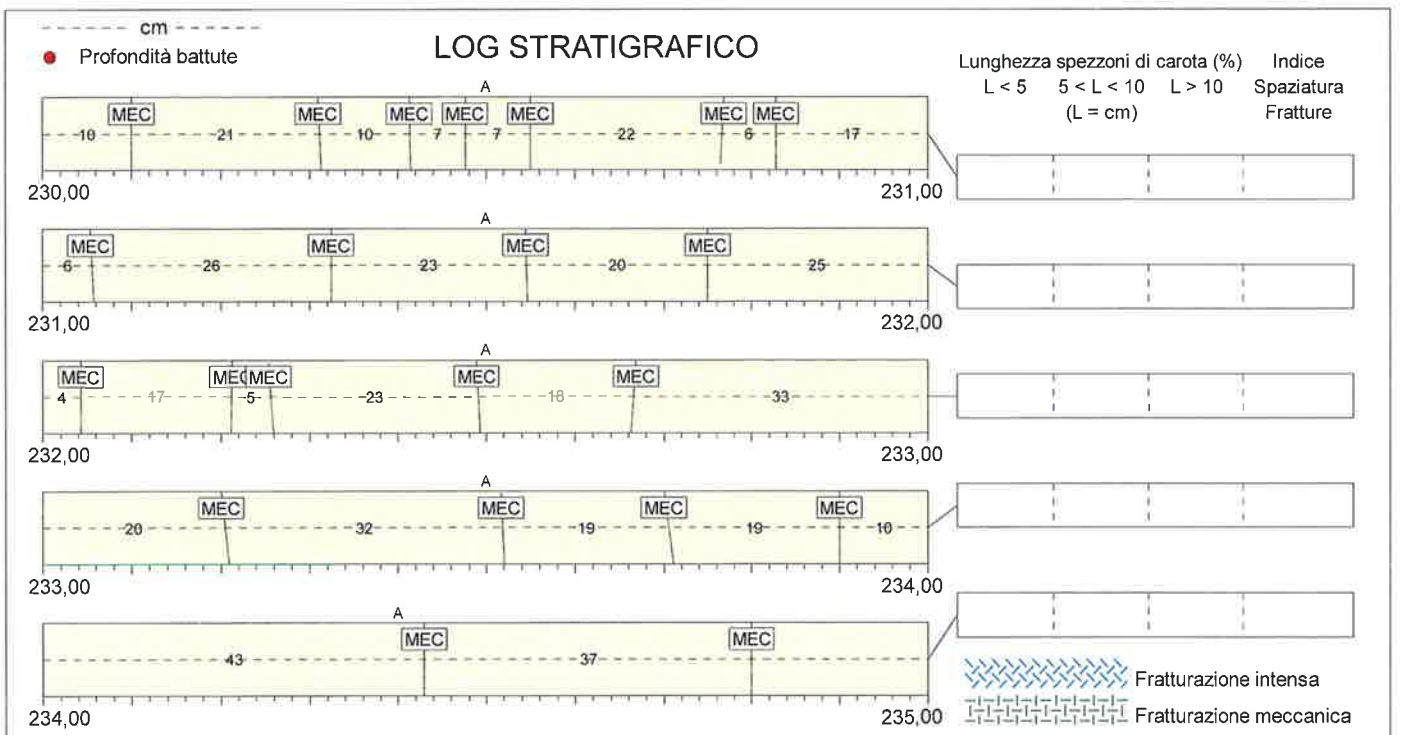 cm
Profondità battute
LOG STRATIGRAFICO
Lunghezza spezzoni di carota (%) Indice
L < 5 5 < L < 10 L > 10 Spaziatura
(L = cm) Fratture
A
MEC MEC MEC MEC MEC MEC MEC
10 21 10 7 7 22 6 17
230,00 231,00
A
MEC MEC MEC MEC
6 26 23 20 25
231,00 232,00
A
MEC MEC MEC MEC MEC
4 17 5 23 18 33
232,00 233,00
A
MEC MEC MEC MEC
20 32 19 19 10
233,00 234,00
A
MEC MEC
43 37
234,00 235,00
Fratturazione intensa
Fratturazione meccanica